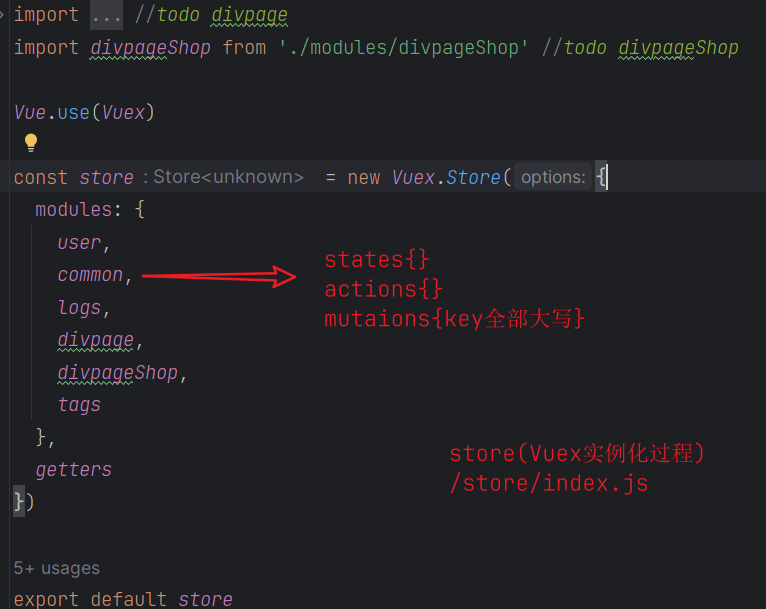 import ... //todo divpage
import divpageShop from './modules/divpageShop' //todo divpageShop
Vue.use(Vuex)
const store : Store<unknown> = new Vuex.Store( options: {
modules: {
user,
common,
states{}
actions{}
mutaions{key全部大写}
logs,
divpage,
divpageShop,
tags
},
getters
})
store(Vuex实例化过程)
/store/index.js
5+ usages
export default store